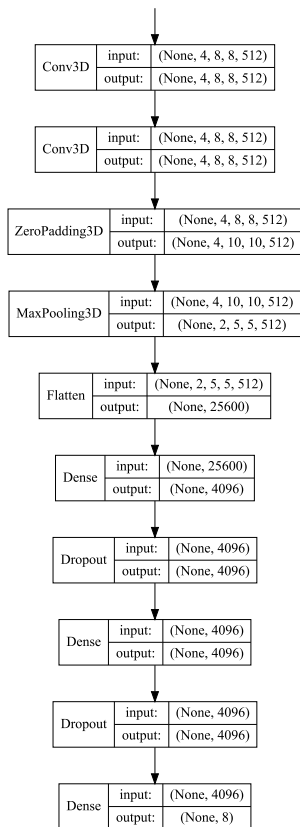 Conv3D input: (None, 4, 8, 8, 512)
output: (None, 4, 8, 8, 512)
Conv3D input: (None, 4, 8, 8, 512)
output: (None, 4, 8, 8, 512)
ZeroPadding3D input: (None, 4, 8, 8, 512)
output: (None, 4, 10, 10, 512)
MaxPooling3D input: (None, 4, 10, 10, 512)
output: (None, 2, 5, 5, 512)
Flatten input: (None, 2, 5, 5, 512)
output: (None, 25600)
Dense input: (None, 25600)
output: (None, 4096)
Dropout input: (None, 4096)
output: (None, 4096)
Dense input: (None, 4096)
output: (None, 4096)
Dropout input: (None, 4096)
output: (None, 4096)
Dense input: (None, 4096)
output: (None, 8)